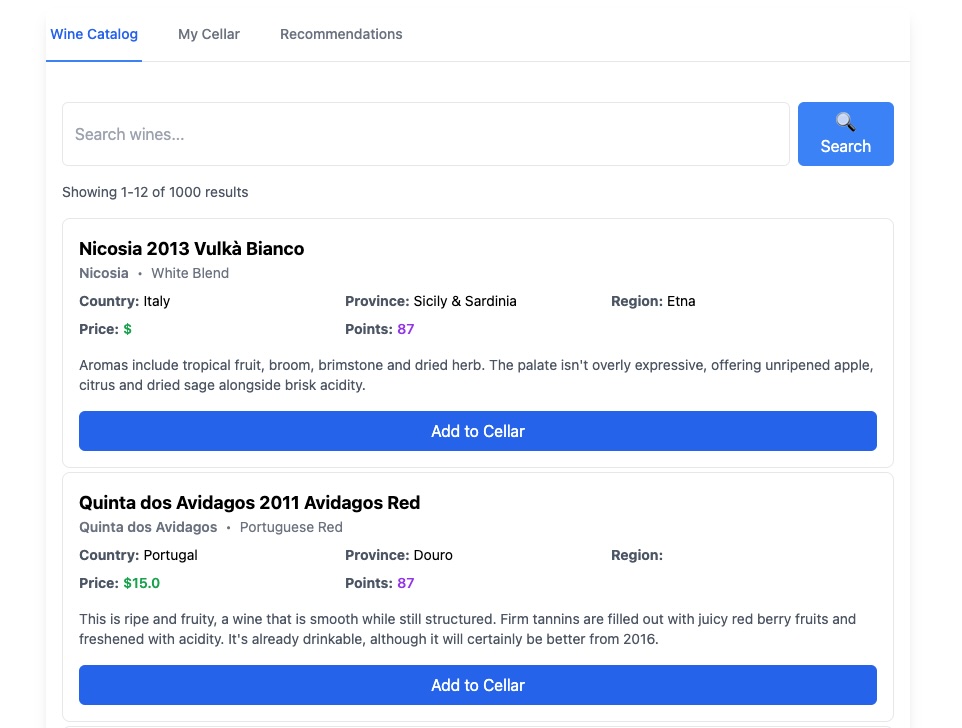 Wine Catalog My Cellar Recommendations
Search wines...
Search
Showing 1-12 of 1000 results
Nicosia 2013 Vulkà Bianco
Nicosia • White Blend
Country: Italy Province: Sicily & Sardinia Region: Etna
Price: $ Points: 87
Aromas include tropical fruit, broom, brimstone and dried herb. The palate isn't overly expressive, offering unripened apple,
citrus and dried sage alongside brisk acidity.
Add to Cellar
Quinta dos Avidagos 2011 Avidagos Red
Quinta dos Avidagos • Portuguese Red
Country: Portugal Province: Douro Region:
Price: $15.0 Points: 87
This is ripe and fruity, a wine that is smooth while still structured. Firm tannins are filled out with juicy red berry fruits and
freshened with acidity. It's already drinkable, although it will certainly be better from 2016.
Add to Cellar